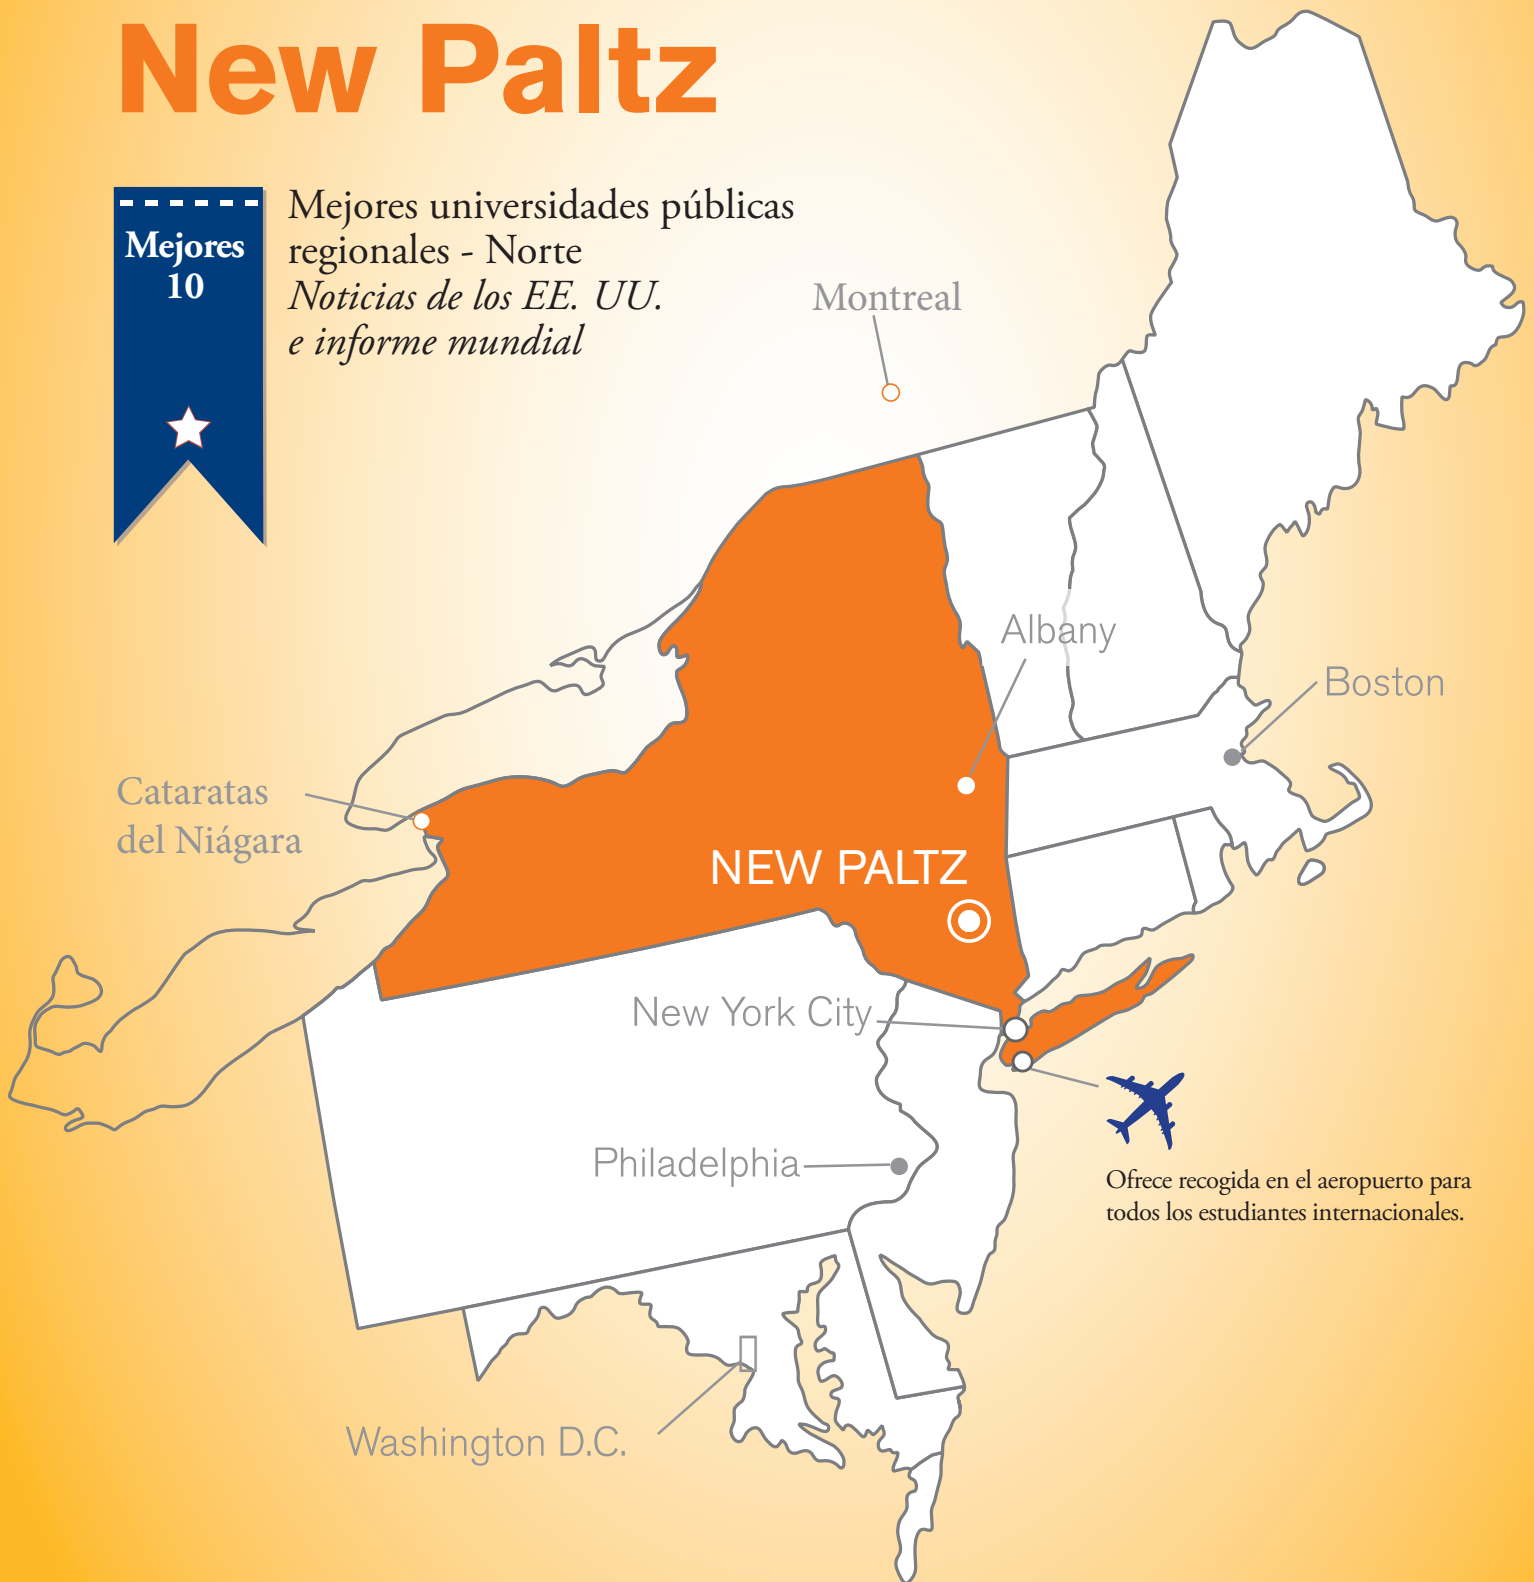 New Paltz
Mejores
10
Mejores universidades públicas
regionales - Norte
Noticias de los EE. UU.
e informe mundial
Montreal
Albany
Boston
Cataratas
del Niágara
NEW PALTZ
New York City
Philadelphia
Ofrece recogida en el aeropuerto para
todos los estudiantes internacionales.
Washington D.C.